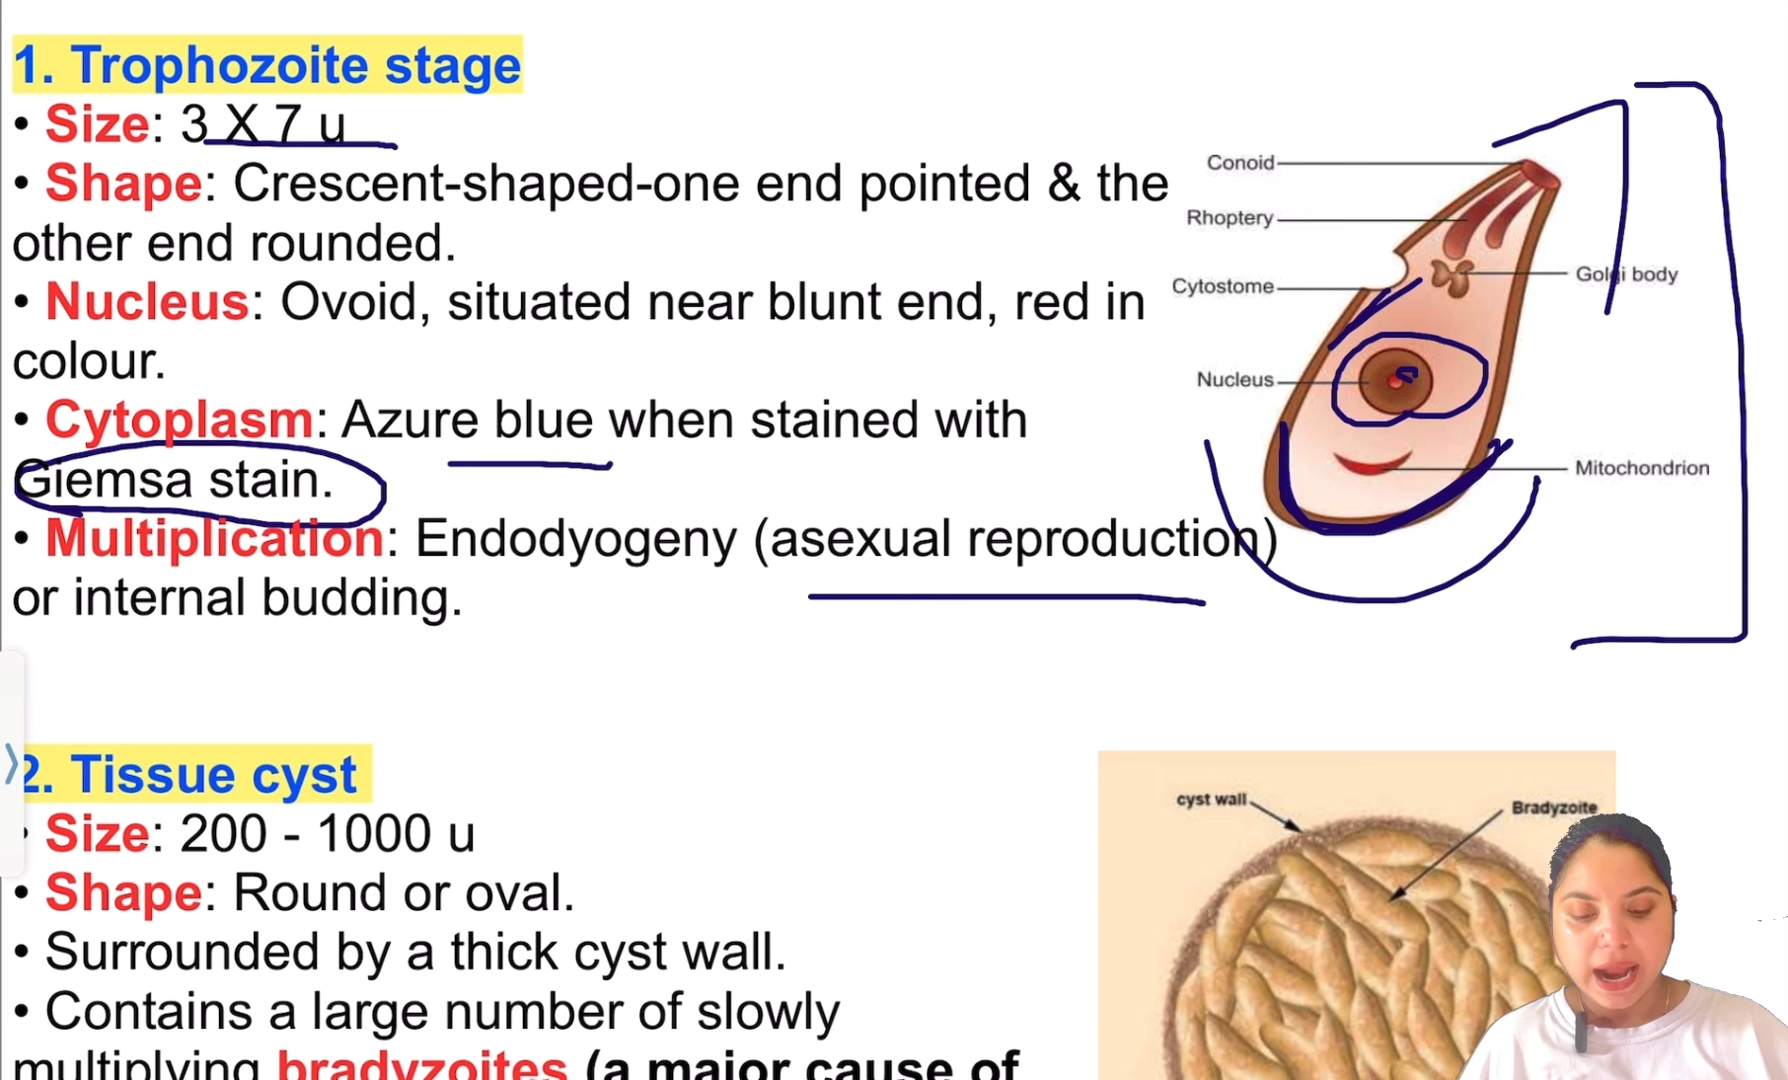 1. Trophozoite stage
• Size: 3 X 7 u
• Shape: Crescent-shaped-one end pointed & the
other end rounded.
• Nucleus: Ovoid, situated near blunt end, red in
colour.
• Cytoplasm: Azure blue when stained with
Giemsa stain.
• Multiplication: Endodyogeny (asexual reproduction)
or internal budding.
Conoid
Rhoptery
Cytostome
Golgi body
Nucleus
Mitochondrion
2. Tissue cyst
• Size: 200 - 1000 u
• Shape: Round or oval.
• Surrounded by a thick cyst wall.
• Contains a large number of slowly
multiplying bradyzoites (a major cause of
cyst wall
Bradyzoite